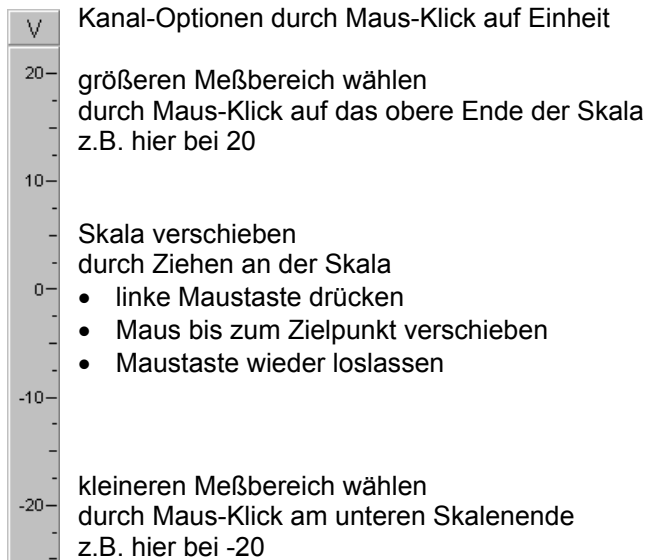 V
Kanal-Optionen durch Maus-Klick auf Einheit
20
größeren Meßbereich wählen
durch Maus-Klick auf das obere Ende der Skala
z.B. hier bei 20
10
Skala verschieben
durch Ziehen an der Skala
0
• linke Maustaste drücken
• Maus bis zum Zielpunkt verschieben
• Maustaste wieder loslassen
-10
kleineren Meßbereich wählen
-20
durch Maus-Klick am unteren Skalenende
z.B. hier bei -20